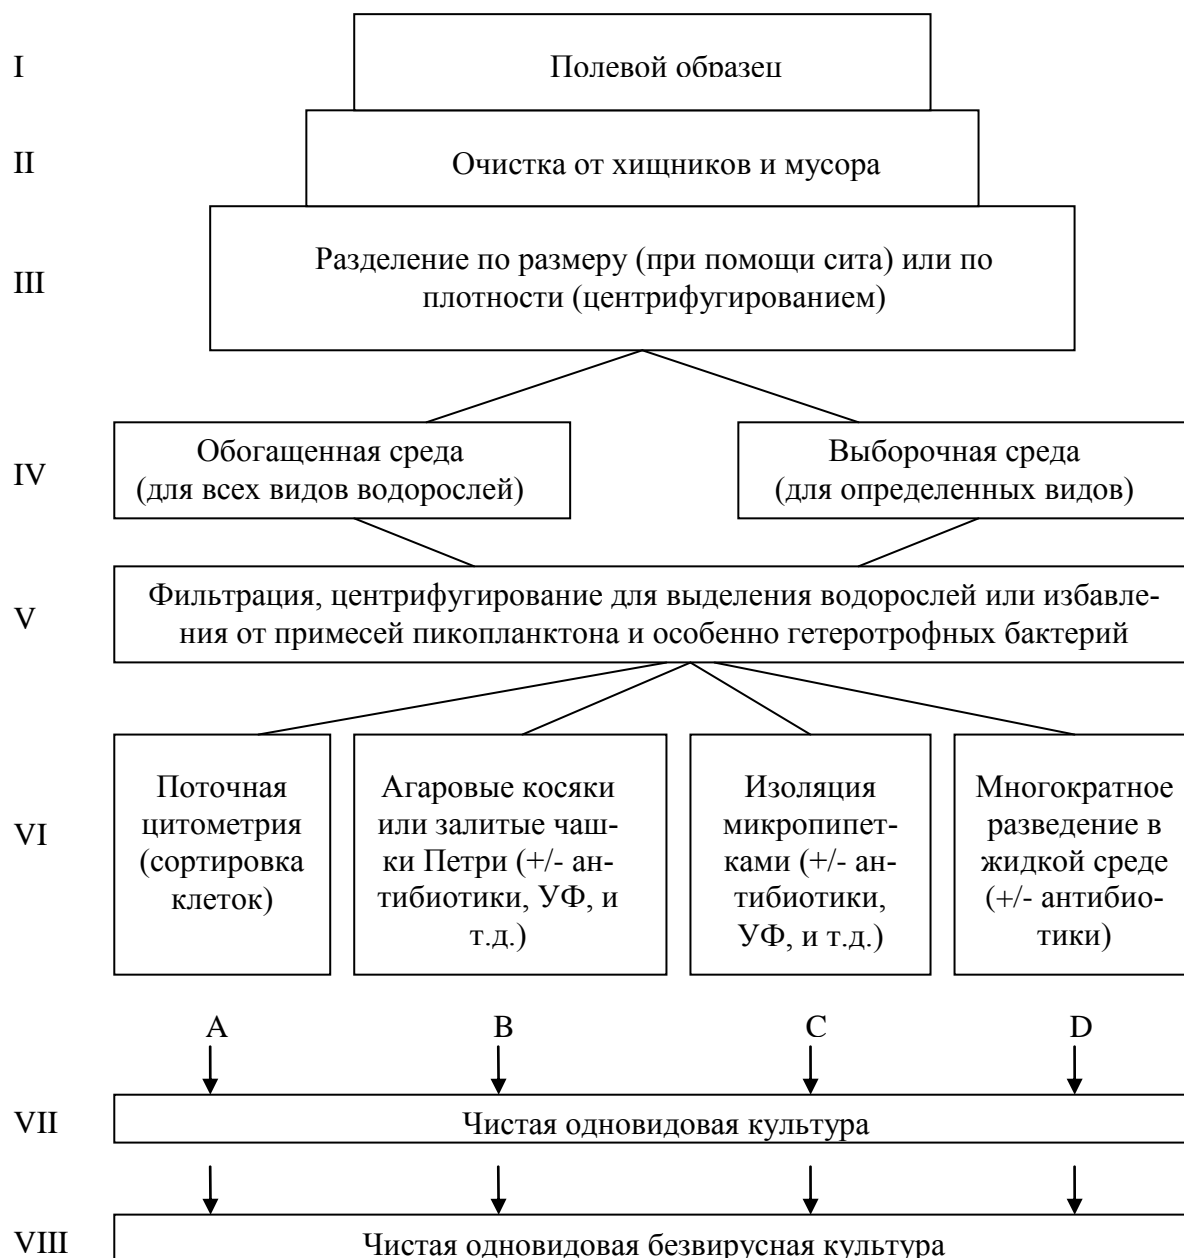 I
Полевой образец
II
Очистка от хищников и мусора
III
Разделение по размеру (при помощи сита) или по
плотности (центрифугированием)
IV
Обогащенная среда
(для всех видов водорослей)
Выборочная среда
(для определенных видов)
V
Фильтрация, центрифугирование для выделения водорослей или избавле-
ния от примесей пикопланктона и особенно гетеротрофных бактерий
VI
Поточная
цитометрия
(сортировка
клеток)
Агаровые косяки
или залитые чаш-
ки Петри (+/- ан-
тибиотики, УФ, и
т.д.)
Изоляция
микропипет-
ками (+/- ан-
тибиотики,
УФ, и т.д.)
Многократное
разведение в
жидкой среде
(+/- антибио-
тики)
A
B
C
D
VII
Чистая одновидовая культура
VIII
Чистая одновидовая безвирусная культура